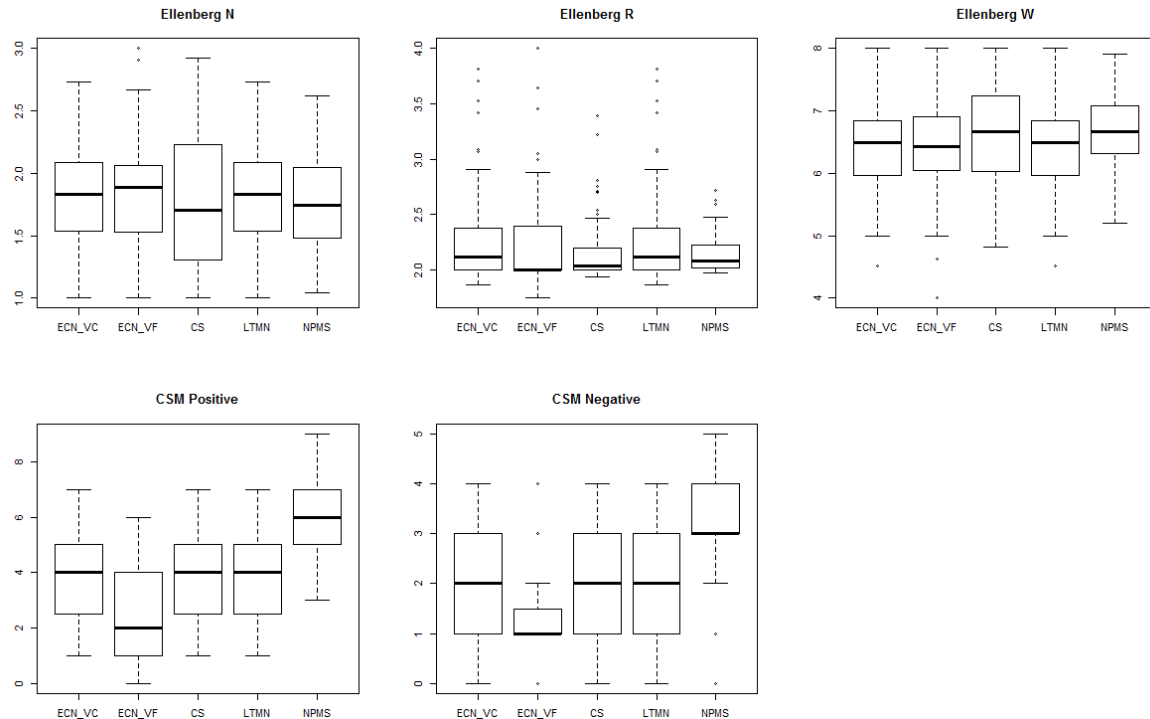 Ellenberg N
Ellenberg R
Ellenberg W
3.0
2.5
2.0
1.5
1.0
ECN_VC ECN_VF CS LTMN NPMS
4.0
3.5
3.0
2.5
2.0
ECN_VC ECN_VF CS LTMN NPMS
8
7
6
5
4
ECN_VC ECN_VF CS LTMN NPMS
CSM Positive
CSM Negative
8
6
4
2
0
ECN_VC ECN_VF CS LTMN NPMS
5
4
3
2
1
0
ECN_VC ECN_VF CS LTMN NPMS